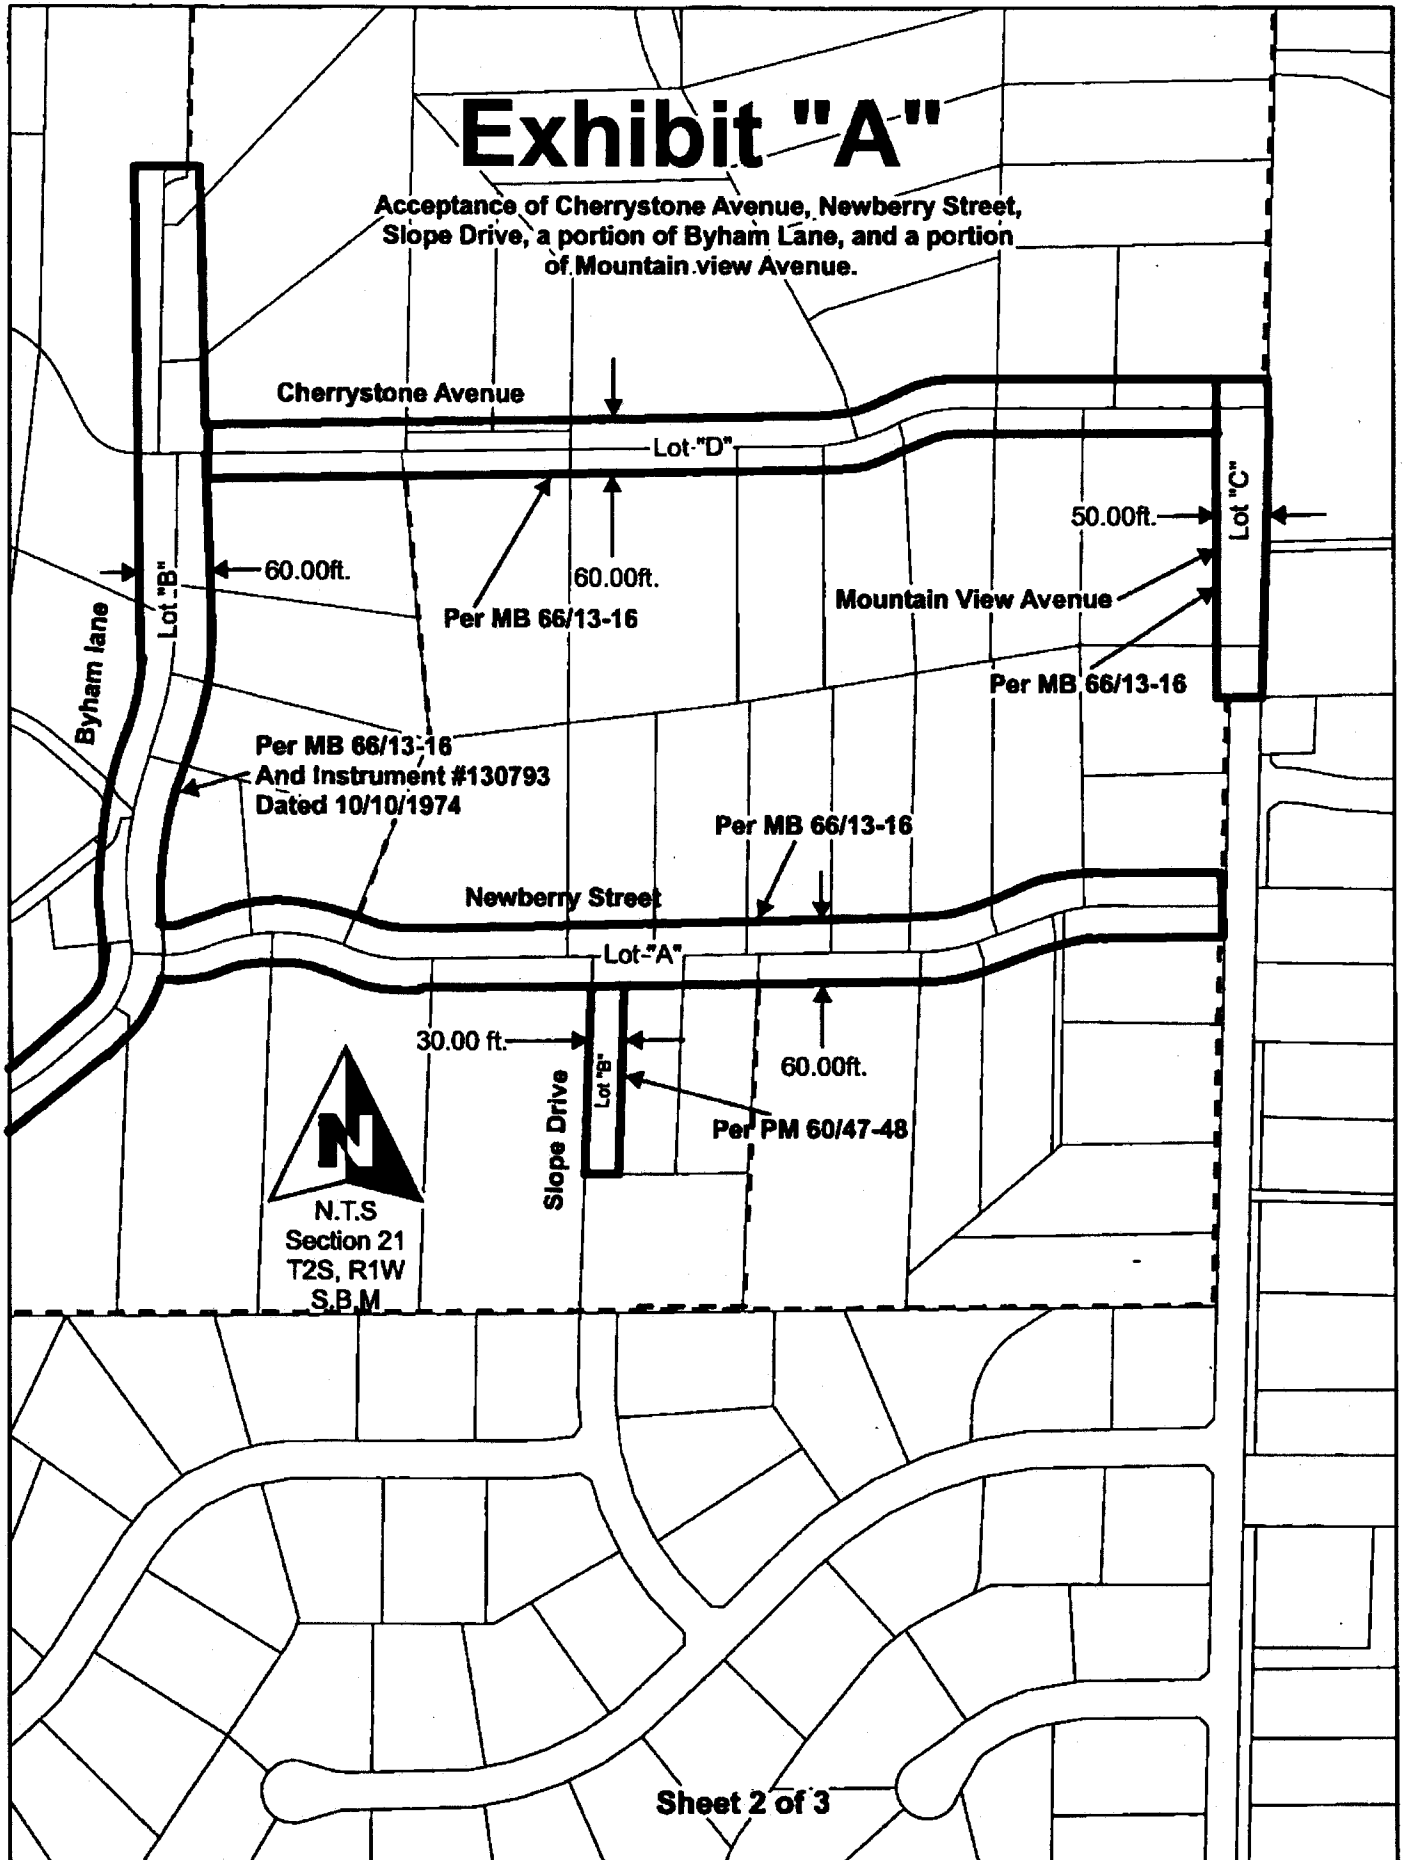 Exhibit "A"
Acceptance of Cherrystone Avenue, Newberry Street,
Slope Drive, a portion of Byham Lane, and a portion
of Mountain view Avenue.
Cherrystone Avenue
Lot "D"
Lot "C"
50.00ft.
Lot "B"
60.00ft.
60.00ft.
Per MB 66/13-16
Mountain View Avenue
Byham lane
Per MB 66/13-16
Per MB 66/13-16
And Instrument #130793
Dated 10/10/1974
Per MB 66/13-16
Newberry Street
Lot "A"
30.00 ft.
Lot "B"
60.00ft.
Slope Drive
Per PM 60/47-48
N
N.T.S
Section 21
T2S, R1W
S.B.M
Sheet 2 of 3